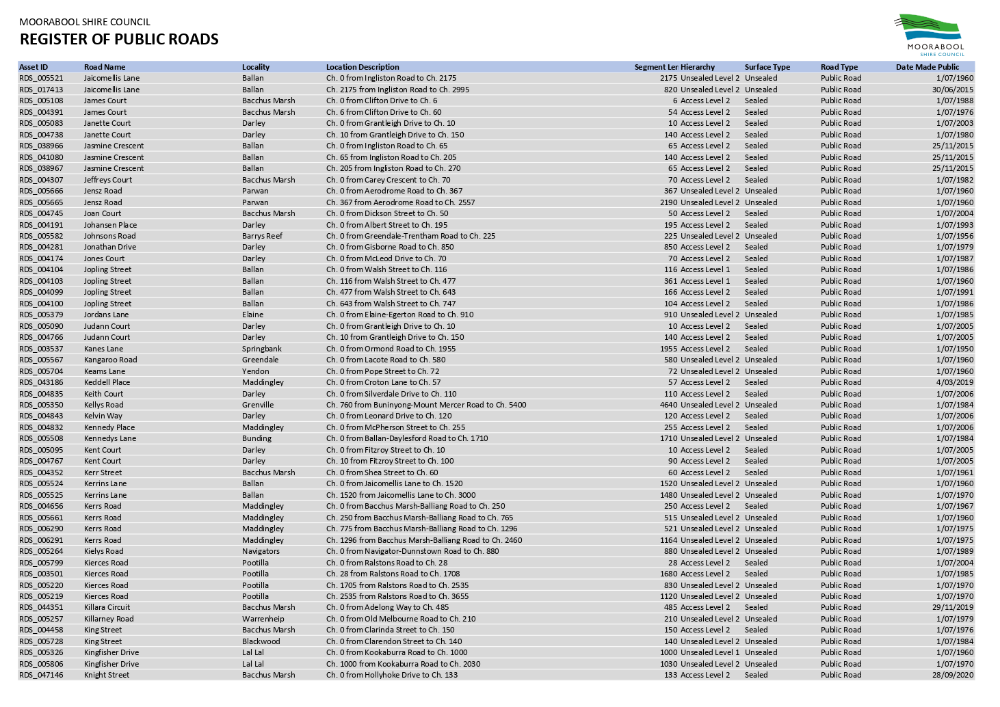 MOORABOOL SHIRE COUNCIL
REGISTER OF PUBLIC ROADS
MOORABOOL
SHIRE COUNCIL
Asset ID Road Name Locality Location Description Segment Len Hierarchy Surface Type Road Type Date Made Public
RDS_005521 Jaicomellis Lane Ballan Ch. 0 from Ingliston Road to Ch. 2175 2175 Unsealed Level 2 Unsealed Public Road 1/07/1960
RDS_017413 Jaicomellis Lane Ballan Ch. 2175 from Ingliston Road to Ch. 2995 820 Unsealed Level 2 Unsealed Public Road 30/06/2015
RDS_005108 James Court Bacchus Marsh Ch. 0 from Clifton Drive to Ch. 6 6 Access Level 2 Sealed Public Road 1/07/1988
RDS_004391 James Court Bacchus Marsh Ch. 6 from Clifton Drive to Ch. 60 54 Access Level 2 Sealed Public Road 1/07/1976
RDS_005083 Janette Court Darley Ch. 0 from Grantleigh Drive to Ch. 10 10 Access Level 2 Sealed Public Road 1/07/2003
RDS_004738 Janette Court Darley Ch. 10 from Grantleigh Drive to Ch. 150 140 Access Level 2 Sealed Public Road 1/07/1980
RDS_038966 Jasmine Crescent Ballan Ch. 0 from Ingliston Road to Ch. 65 65 Access Level 2 Sealed Public Road 25/11/2015
RDS_041080 Jasmine Crescent Ballan Ch. 65 from Ingliston Road to Ch. 205 140 Access Level 2 Sealed Public Road 25/11/2015
RDS_038967 Jasmine Crescent Ballan Ch. 205 from Ingliston Road to Ch. 270 65 Access Level 2 Sealed Public Road 25/11/2015
RDS_004307 Jeffreys Court Bacchus Marsh Ch. 0 from Carey Crescent to Ch. 70 70 Access Level 2 Sealed Public Road 1/07/1982
RDS_005666 Jensz Road Parwan Ch. 0 from Aerodrome Road to Ch. 367 367 Unsealed Level 2 Unsealed Public Road 1/07/1960
RDS_005665 Jensz Road Parwan Ch. 367 from Aerodrome Road to Ch. 2557 2190 Unsealed Level 2 Unsealed Public Road 1/07/1960
RDS_004745 Joan Court Bacchus Marsh Ch. 0 from Dickson Street to Ch. 50 50 Access Level 2 Sealed Public Road 1/07/2004
RDS_004191 Johansen Place Darley Ch. 0 from Albert Street to Ch. 195 195 Access Level 2 Sealed Public Road 1/07/1993
RDS_005582 Johnsons Road Barrys Reef Ch. 0 from Greendale-Trentham Road to Ch. 225 225 Unsealed Level 2 Unsealed Public Road 1/07/1956
RDS_004281 Jonathan Drive Darley Ch. 0 from Gisborne Road to Ch. 850 850 Access Level 2 Sealed Public Road 1/07/1979
RDS_004174 Jones Court Darley Ch. 0 from McLeod Drive to Ch. 70 70 Access Level 2 Sealed Public Road 1/07/1987
RDS_004104 Jopling Street Ballan Ch. 0 from Walsh Street to Ch. 116 116 Access Level 1 Sealed Public Road 1/07/1986
RDS_004103 Jopling Street Ballan Ch. 116 from Walsh Street to Ch. 477 361 Access Level 1 Sealed Public Road 1/07/1960
RDS_004099 Jopling Street Ballan Ch. 477 from Walsh Street to Ch. 643 166 Access Level 2 Sealed Public Road 1/07/1991
RDS_004100 Jopling Street Ballan Ch. 643 from Walsh Street to Ch. 747 104 Access Level 2 Sealed Public Road 1/07/1986
RDS_005379 Jordans Lane Elaine Ch. 0 from Elaine-Egerton Road to Ch. 910 910 Unsealed Level 2 Unsealed Public Road 1/07/1985
RDS_005090 Judann Court Darley Ch. 0 from Grantleigh Drive to Ch. 10 10 Access Level 2 Sealed Public Road 1/07/2005
RDS_004766 Judann Court Darley Ch. 10 from Grantleigh Drive to Ch. 150 140 Access Level 2 Sealed Public Road 1/07/2005
RDS_003537 Kanes Lane Springbank Ch. 0 from Ormond Road to Ch. 1955 1955 Access Level 2 Sealed Public Road 1/07/1950
RDS_005567 Kangaroo Road Greendale Ch. 0 from Lacote Road to Ch. 580 580 Unsealed Level 2 Unsealed Public Road 1/07/1960
RDS_005704 Keams Lane Yendon Ch. 0 from Pope Street to Ch. 72 72 Unsealed Level 2 Unsealed Public Road 1/07/1960
RDS_043186 Keddell Place Maddingley Ch. 0 from Croton Lane to Ch. 57 57 Access Level 2 Sealed Public Road 4/03/2019
RDS_004835 Keith Court Darley Ch. 0 from Silverdale Drive to Ch. 110 110 Access Level 2 Sealed Public Road 1/07/2006
RDS_005350 Kellys Road Grenville Ch. 760 from Buninyong-Mount Mercer Road to Ch. 5400 4640 Unsealed Level 2 Unsealed Public Road 1/07/1984
RDS_004843 Kelvin Way Darley Ch. 0 from Leonard Drive to Ch. 120 120 Access Level 2 Sealed Public Road 1/07/2006
RDS_004832 Kennedy Place Maddingley Ch. 0 from McPherson Street to Ch. 255 255 Access Level 2 Sealed Public Road 1/07/2006
RDS_005508 Kennedys Lane Bunding Ch. 0 from Ballan-Daylesford Road to Ch. 1710 1710 Unsealed Level 2 Unsealed Public Road 1/07/1984
RDS_005095 Kent Court Darley Ch. 0 from Fitzroy Street to Ch. 10 10 Access Level 2 Sealed Public Road 1/07/2005
RDS_004767 Kent Court Darley Ch. 10 from Fitzroy Street to Ch. 100 90 Access Level 2 Sealed Public Road 1/07/2005
RDS_004352 Kerr Street Bacchus Marsh Ch. 0 from Shea Street to Ch. 60 60 Access Level 2 Sealed Public Road 1/07/1961
RDS_005524 Kerrins Lane Ballan Ch. 0 from Jaicomellis Lane to Ch. 1520 1520 Unsealed Level 2 Unsealed Public Road 1/07/1960
RDS_005525 Kerrins Lane Ballan Ch. 1520 from Jaicomellis Lane to Ch. 3000 1480 Unsealed Level 2 Unsealed Public Road 1/07/1970
RDS_004656 Kerrs Road Maddingley Ch. 0 from Bacchus Marsh-Balliang Road to Ch. 250 250 Access Level 2 Sealed Public Road 1/07/1967
RDS_005661 Kerrs Road Maddingley Ch. 250 from Bacchus Marsh-Balliang Road to Ch. 765 515 Unsealed Level 2 Unsealed Public Road 1/07/1960
RDS_006290 Kerrs Road Maddingley Ch. 775 from Bacchus Marsh-Balliang Road to Ch. 1296 521 Unsealed Level 2 Unsealed Public Road 1/07/1975
RDS_006291 Kerrs Road Maddingley Ch. 1296 from Bacchus Marsh-Balliang Road to Ch. 2460 1164 Unsealed Level 2 Unsealed Public Road 1/07/1975
RDS_005264 Kielys Road Navigators Ch. 0 from Navigator-Dunnstown Road to Ch. 880 880 Unsealed Level 2 Unsealed Public Road 1/07/1989
RDS_005799 Kierces Road Pootilla Ch. 0 from Ralstons Road to Ch. 28 28 Access Level 2 Sealed Public Road 1/07/2004
RDS_003501 Kierces Road Pootilla Ch. 28 from Ralstons Road to Ch. 1708 1680 Access Level 2 Sealed Public Road 1/07/1985
RDS_005220 Kierces Road Pootilla Ch. 1705 from Ralstons Road to Ch. 2535 830 Unsealed Level 2 Unsealed Public Road 1/07/1970
RDS_005219 Kierces Road Pootilla Ch. 2535 from Ralstons Road to Ch. 3655 1120 Unsealed Level 2 Unsealed Public Road 1/07/1970
RDS_044351 Killara Circuit Bacchus Marsh Ch. 0 from Adelong Way to Ch. 485 485 Access Level 2 Sealed Public Road 29/11/2019
RDS_005257 Killarney Road Warrenheip Ch. 0 from Old Melbourne Road to Ch. 210 210 Unsealed Level 2 Unsealed Public Road 1/07/1979
RDS_004458 King Street Bacchus Marsh Ch. 0 from Clarinda Street to Ch. 150 150 Access Level 2 Sealed Public Road 1/07/1976
RDS_005728 King Street Blackwood Ch. 0 from Clarendon Street to Ch. 140 140 Unsealed Level 2 Unsealed Public Road 1/07/1984
RDS_005326 Kingfisher Drive Lal Lal Ch. 0 from Kookaburra Road to Ch. 1000 1000 Unsealed Level 1 Unsealed Public Road 1/07/1960
RDS_005806 Kingfisher Drive Lal Lal Ch. 1000 from Kookaburra Road to Ch. 2030 1030 Unsealed Level 2 Unsealed Public Road 1/07/1970
RDS_047146 Knight Street Bacchus Marsh Ch. 0 from Hollyhoke Drive to Ch. 133 133 Access Level 2 Sealed Public Road 28/09/2020